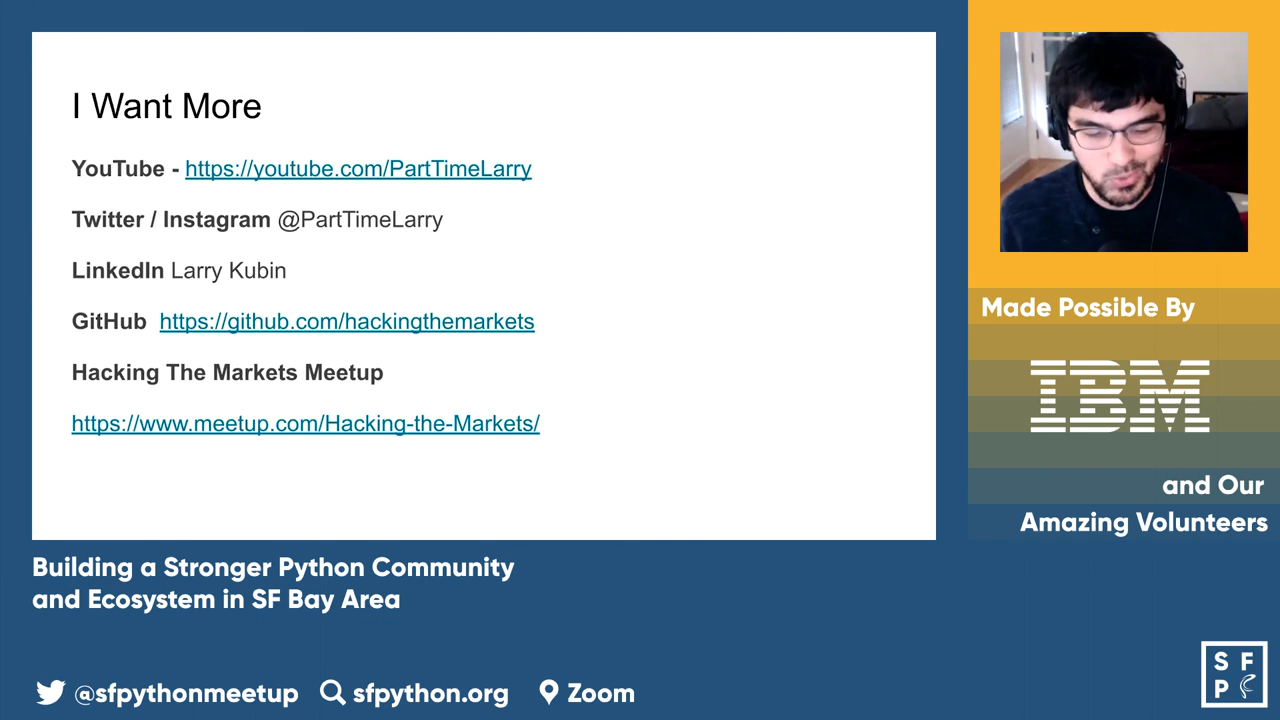 I Want More
YouTube - https://youtube.com/PartTimeLarry
Twitter / Instagram @PartTimeLarry
LinkedIn Larry Kubin
GitHub https://github.com/hackingthemarkets
Hacking The Markets Meetup
https://www.meetup.com/Hacking-the-Markets/
Made Possible By
IBM
and Our
Amazing Volunteers
Building a Stronger Python Community
and Ecosystem in SF Bay Area
@sfpythonmeetup sfpython.org Zoom
S F
P